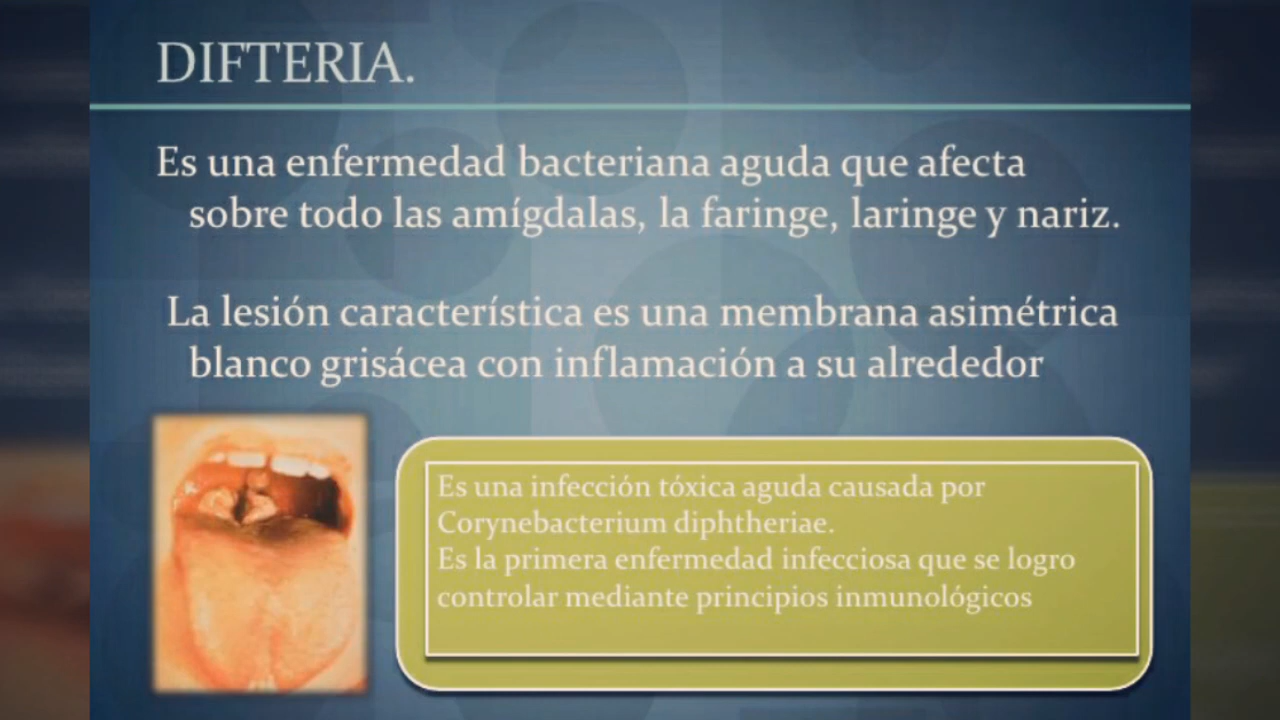 DIFTERIA.
Es una enfermedad bacteriana aguda que afecta
sobre todo las amígdalas, la faringe, laringe y nariz.
La lesión característica es una membrana asimétrica
blanco grisácea con inflamación a su alrededor
Es una infección tóxica aguda causada por
Corynebacterium diphtheriae.
Es la primera enfermedad infecciosa que se logro
controlar mediante principios inmunológicos